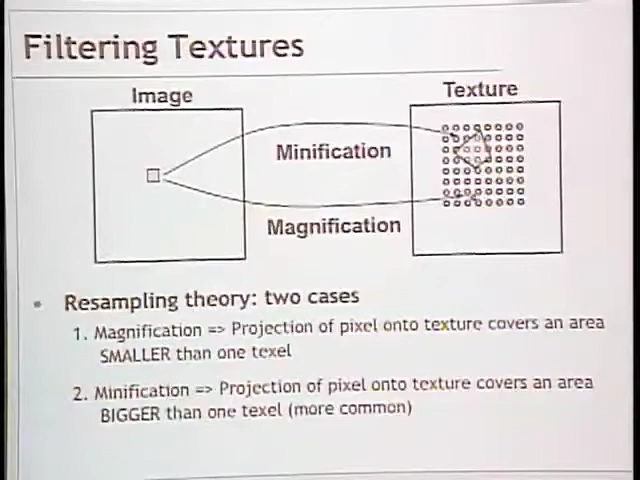 Filtering Textures
Image
Texture
Minification
Magnification
• Resampling theory: two cases
1. Magnification => Projection of pixel onto texture covers an area
SMALLER than one texel
2. Minification => Projection of pixel onto texture covers an area
BIGGER than one texel (more common)